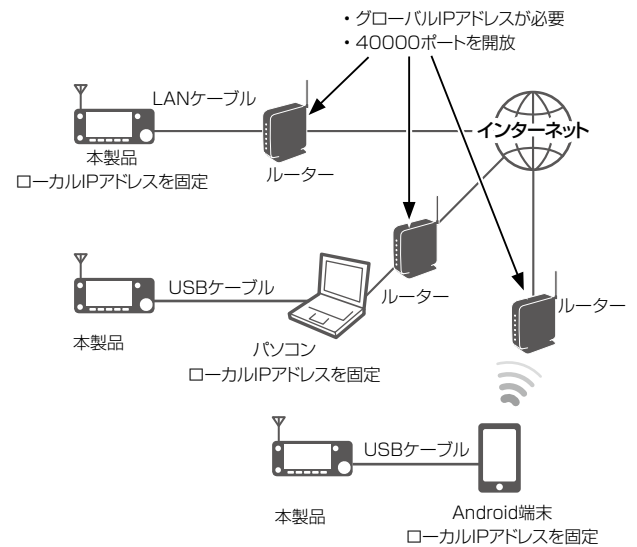 ・グローバルIPアドレスが必要
・40000ポートを開放
LANケーブル
インターネット
本製品
ローカルIPアドレスを固定
ルーター
USBケーブル
ルーター
ルーター
本製品
パソコン
ローカルIPアドレスを固定
USBケーブル
本製品
Android端末
ローカルIPアドレスを固定